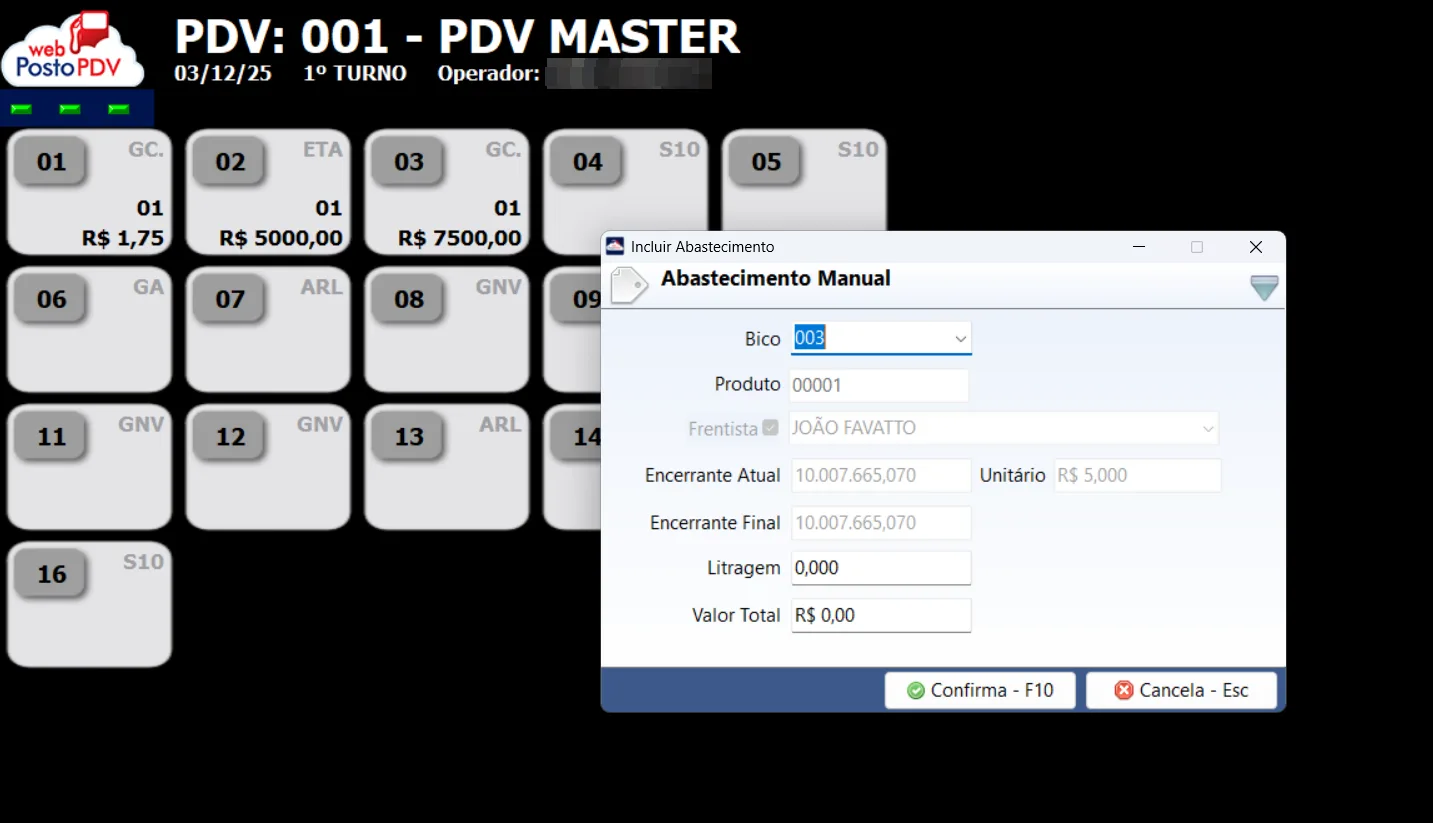 web
PostoPDV
PDV: 001 - PDV MASTER
03/12/25 1º TURNO Operador:
01 GC. 02 ETA 03 GC. 04 S10 05 S10
01 01 01
R$ 1,75 R$ 5000,00 R$ 7500,00
06 GA 07 ARL 08 GNV 09
11 GNV 12 GNV 13 ARL 14
16 S10
Incluir Abastecimento
Abastecimento Manual
Bico 003
Produto 00001
Frentista JOÃO FAVATTO
Encerrante Atual 10.007.665,070 Unitário R$ 5,000
Encerrante Final 10.007.665,070
Litragem 0,000
Valor Total R$ 0,00
Confirma - F10 Cancela - Esc